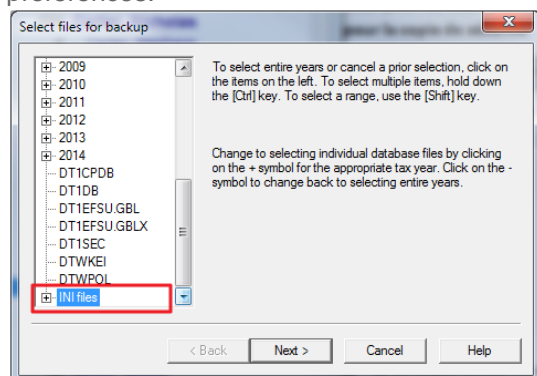 preferences.
Select files for backup
2009
2010
2011
2012
2013
2014
DT1CPDB
DT1DB
DT1EFSU.GBL
DT1EFSU.GBLX
DT1SEC
DTWKEI
DTWPOL
INI files
To select entire years or cancel a prior selection, click on
the items on the left. To select multiple items, hold down
the [Ctrl] key. To select a range, use the [Shift] key.
Change to selecting individual database files by clicking
on the + symbol for the appropriate tax year. Click on the -
symbol to change back to selecting entire years.
< Back Next > Cancel Help